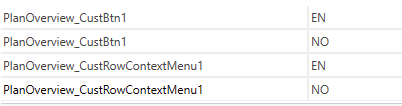 PlanOverview_CustBtn1 EN
PlanOverview_CustBtn1 NO
PlanOverview_CustRowContextMenu1 EN
PlanOverview_CustRowContextMenu1 NO